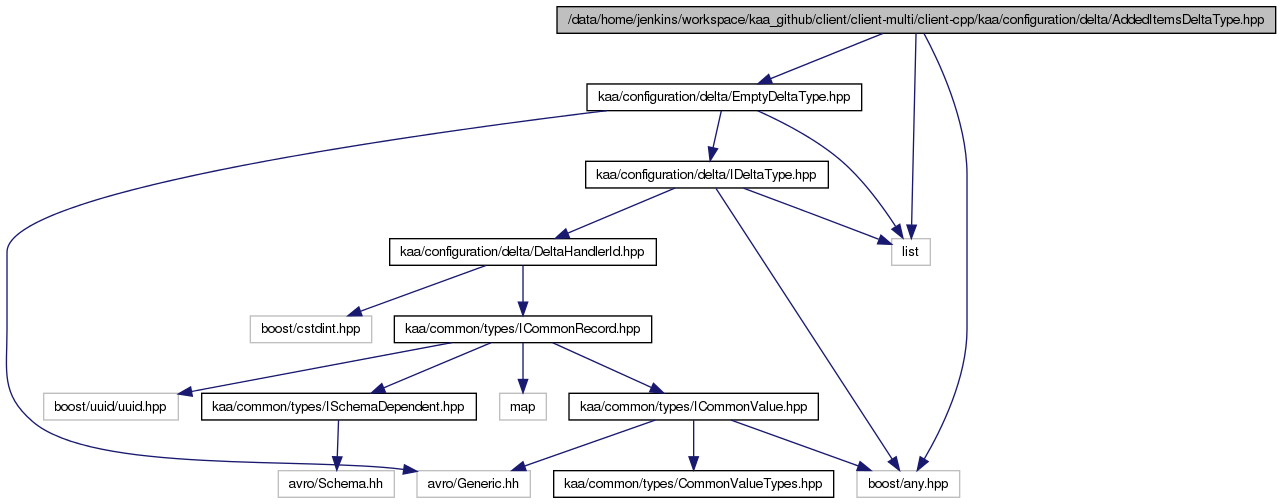 /data/home/jenkins/workspace/kaa_github/client/client-multi/client-cpp/kaa/configuration/delta/AddedItemsDeltaType.hpp
kaa/configuration/delta/EmptyDeltaType.hpp
kaa/configuration/delta/IDeltaType.hpp
kaa/configuration/delta/DeltaHandlerId.hpp
list
boost/cstdint.hpp
kaa/common/types/ICommonRecord.hpp
boost/uuid/uuid.hpp
kaa/common/types/ISchemaDependent.hpp
map
kaa/common/types/ICommonValue.hpp
avro/Schema.hh
avro/Generic.hh
kaa/common/types/CommonValueTypes.hpp
boost/any.hpp